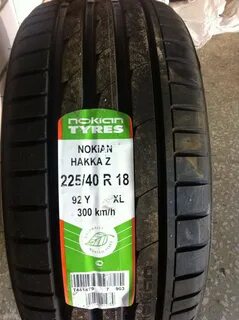 nokian
TYRES
NOKIAN
HAKKA Z
225/40 R 18
92 Y XL
300 km/h